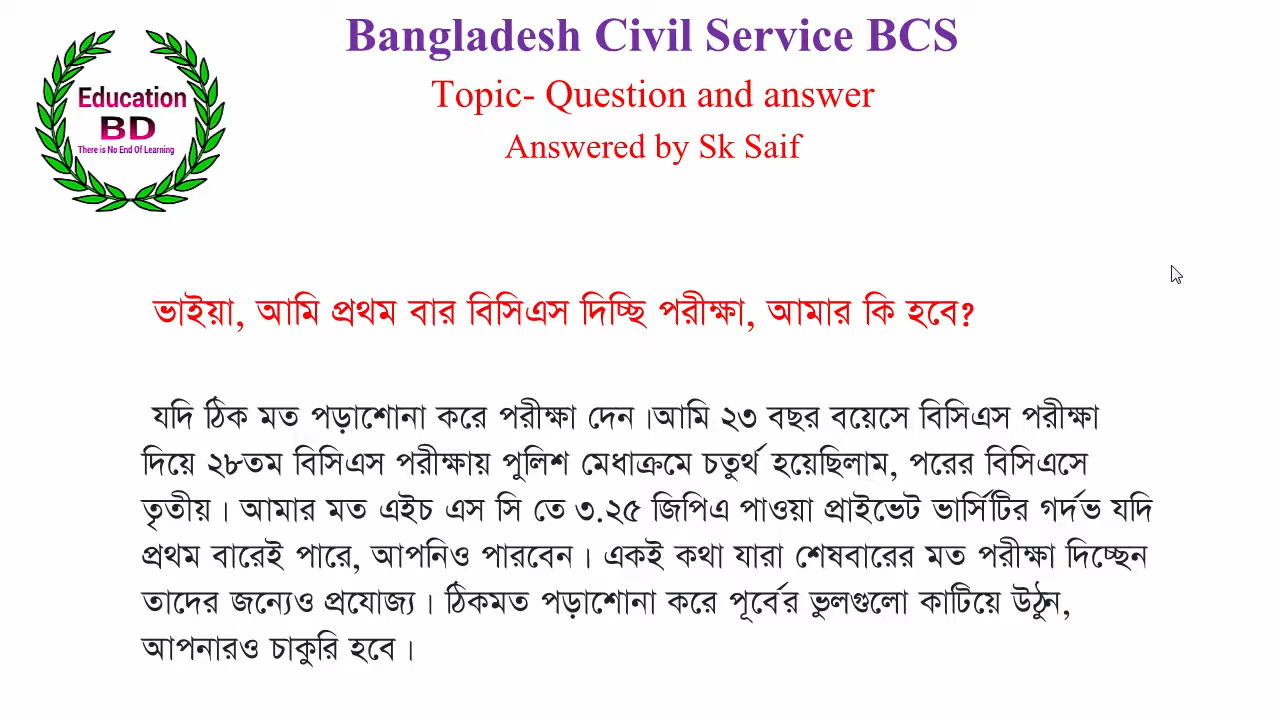 Bangladesh Civil Service BCS
Topic- Question and answer
Answered by Sk Saif
Education
BD
There is No End Of Learning
ভাইয়া, আমি প্রথম বার বিসিএস দিচ্ছি পরীক্ষা, আমার কি হবে?
যদি ঠিক মত পড়াশোনা করে পরীক্ষা দেন।আমি ২৩ বছর বয়েসে বিসিএস পরীক্ষা
দিয়ে ২৮তম বিসিএস পরীক্ষায় পুলিশ মেধাক্রমে চতুর্থ হয়েছিলাম, পরের বিসিএসে
তৃতীয়। আমার মত এইচ এস সি তে ৩.২৫ জিপিএ পাওয়া প্রাইভেট ভার্সিটির গর্দভ যদি
প্রথম বারেই পারে, আপনিও পারবেন। একই কথা যারা শেষবারের মত পরীক্ষা দিচ্ছেন
তাদের জন্যেও প্রযোজ্য। ঠিকমত পড়াশোনা করে পূর্বের ভুলগুলো কাটিয়ে উঠুন,
আপনারও চাকুরি হবে।